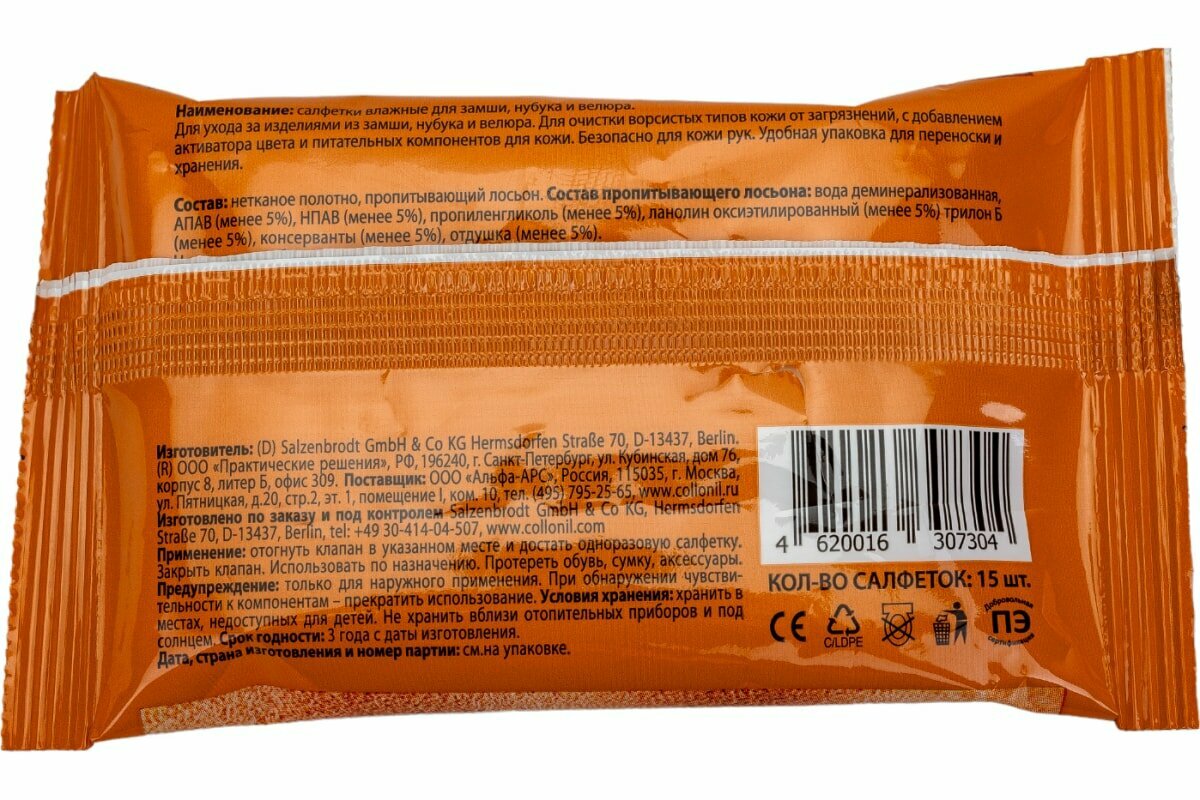 Наименование: салфетки влажные для замши, нубука и велюра.
Для ухода за изделиями из замши, нубука и велюра. Для очистки ворсистых типов кожи от загрязнений, с добавлением
активатора цвета и питательных компонентов для кожи. Безопасно для кожи рук. Удобная упаковка для переноски и
хранения.
Состав: нетканое полотно, пропитывающий лосьон. Состав пропитывающего лосьона: вода деминерализованная,
АПАВ (менее 5%), НПАВ (менее 5%), пропиленгликоль (менее 5%), ланолин оксиэтилированный (менее 5%) трилон Б
(менее 5%), консерванты (менее 5%), отдушка (менее 5%).
Изготовитель: (D) Salzenbrodt GmbH & Co KG Hermsdorfen Straße 70, D-13437, Berlin.
(R) ООО «Практические решения», РФ, 196240, г. Санкт-Петербург, ул. Кубинская, дом 76,
корпус 8, литер Б, офис 309. Поставщик: ООО «Альфа-АРС», Россия, 115035, г. Москва,
ул. Пятницкая, д.20, стр.2, эт. 1, помещение I, ком. 10, тел. (495) 795-25-65, www.collonil.ru
Изготовлено по заказу и под контролем Salzenbrodt GmbH & Co KG, Hermsdorfen
Straße 70, D-13437, Berlin, tel: +49 30-414-04-507, www.collonil.com
Применение: отогнуть клапан в указанном месте и достать одноразовую салфетку.
Закрыть клапан. Использовать по назначению. Протереть обувь, сумку, аксессуары.
Предупреждение: только для наружного применения. При обнаружении чувстви-
тельности к компонентам – прекратить использование. Условия хранения: хранить в
местах, недоступных для детей. Не хранить вблизи отопительных приборов и под
солнцем. Срок годности: 3 года с даты изготовления.
Дата, страна изготовления и номер партии: см.на упаковке.
4 620016 307304
КОЛ-ВО САЛФЕТОК: 15 шт.
CE
C/LDPE
Добровольная
ПЭ
сертификация